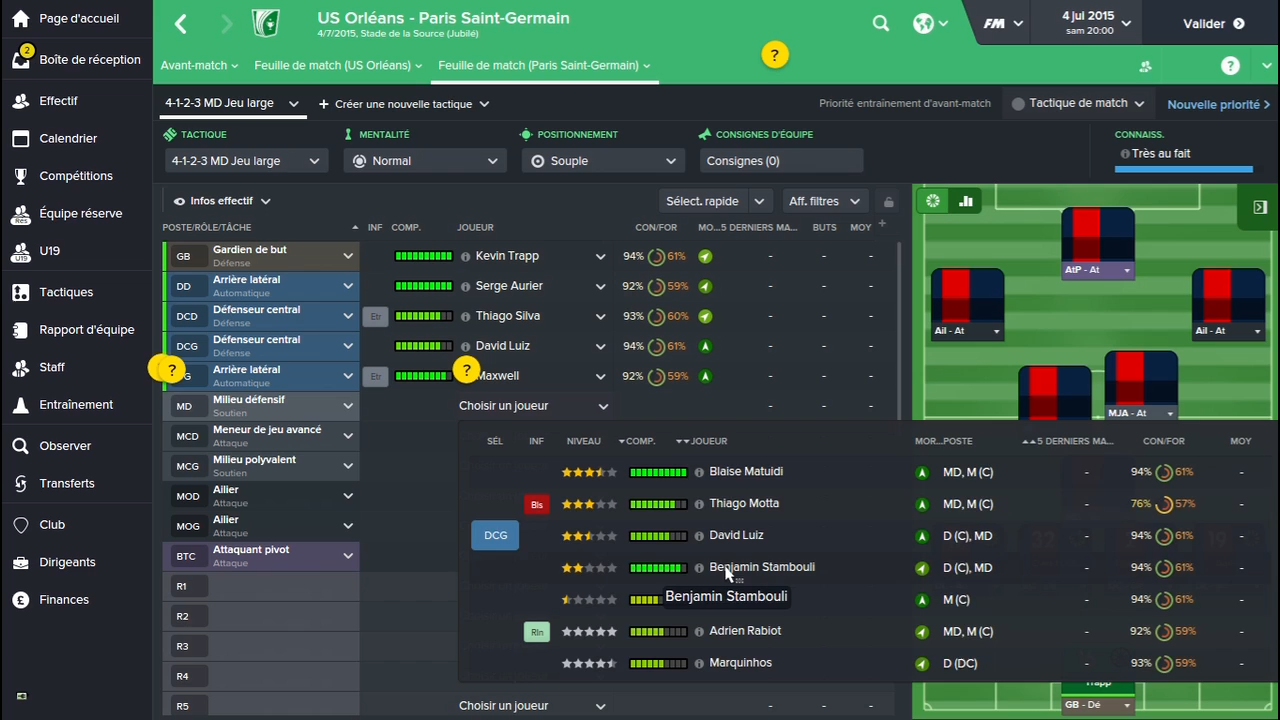 Page d'accueil
2
Boîte de réception
Effectif
Calendrier
Compétitions
Rés
Équipe réserve
U19
U19
Tactiques
Rapport d'équipe
Staff
Entraînement
Observer
Transferts
Club
Dirigeants
Finances
US Orléans - Paris Saint-Germain
4/7/2015, Stade de la Source (Jubilé)
FM
4 jul 2015
sam 20:00
Valider
Avant-match
Feuille de match (US Orléans)
Feuille de match (Paris Saint-Germain)
?
?
4-1-2-3 MD Jeu large
+ Créer une nouvelle tactique
Priorité entraînement d'avant-match
Tactique de match
Nouvelle priorité >
TACTIQUE
MENTALITÉ
POSITIONNEMENT
CONSIGNES D'ÉQUIPE
CONNAISS.
4-1-2-3 MD Jeu large
Normal
Souple
Consignes (0)
Très au fait
Infos effectif
Sélect. rapide
Aff. filtres
POSTE/RÔLE/TÂCHE INF COMP. JOUEUR CON/FOR MO... 5 DERNIERS MA... BUTS MOY +
GB Gardien de but Défense Kevin Trapp 94% 61% - - -
DD Arrière latéral Automatique Serge Aurier 92% 59% - - -
DCD Défenseur central Défense Etr Thiago Silva 93% 60% - - -
DCG Défenseur central Défense David Luiz 94% 61% - - -
? G Arrière latéral Automatique Etr ? Maxwell 92% 59% - - -
MD Milieu défensif Soutien Choisir un joueur - - -
MCD Meneur de jeu avancé Attaque
MCG Milieu polyvalent Soutien
MOD Ailier Attaque
MOG Ailier Attaque
BTC Attaquant pivot Attaque
R1
R2
R3
R4
R5 Choisir un joueur - - -
SÉL INF NIVEAU COMP. JOUEUR MOR... POSTE 5 DERNIERS MA... CON/FOR MOY
Blaise Matuidi MD, M (C) - 94% 61% -
Bls Thiago Motta MD, M (C) - 76% 57% -
DCG David Luiz D (C), MD - 94% 61% -
Benjamin Stambouli D (C), MD - 94% 61% -
Benjamin Stambouli M (C) - 94% 61% -
RIn Adrien Rabiot MD, M (C) - 92% 59% -
Marquinhos D (DC) - 93% 59% -
AtP - At
Ail - At
Ail - At
MJA - At
Trapp
GB - Dé